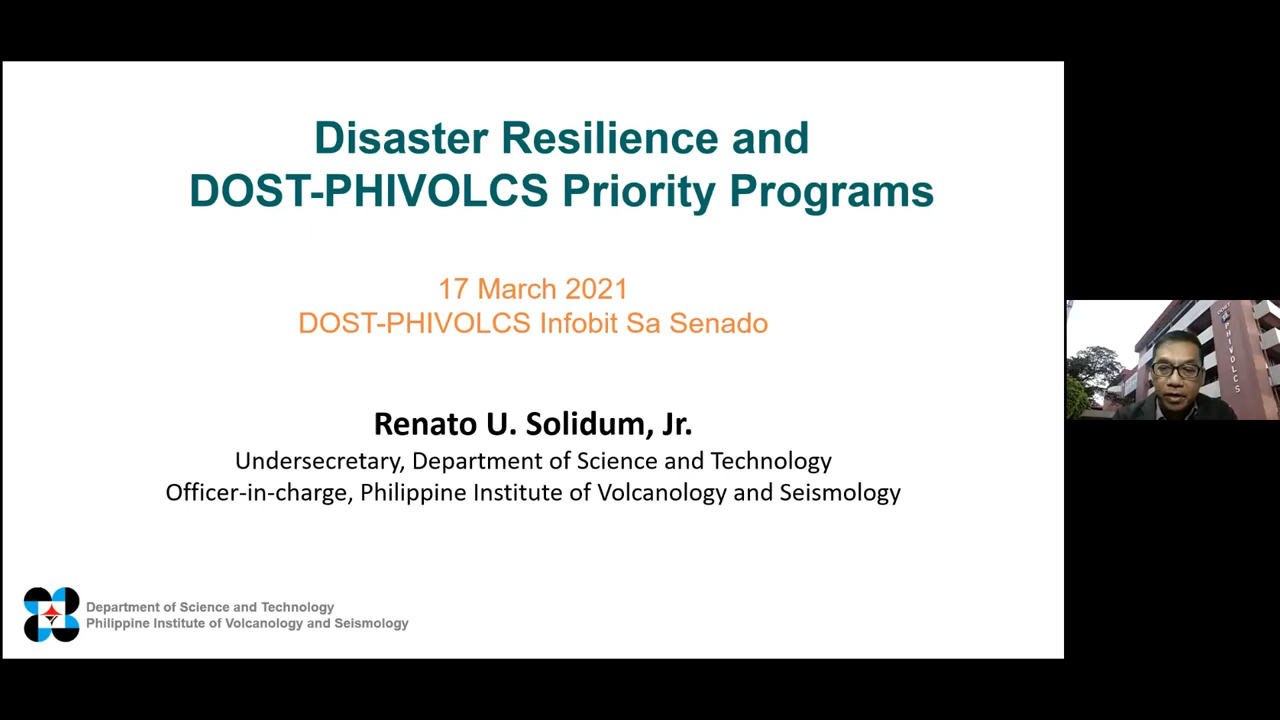 Disaster Resilience and
DOST-PHIVOLCS Priority Programs
17 March 2021
DOST-PHIVOLCS Infobit Sa Senado
Renato U. Solidum, Jr.
Undersecretary, Department of Science and Technology
Officer-in-charge, Philippine Institute of Volcanology and Seismology
Department of Science and Technology
Philippine Institute of Volcanology and Seismology
DOST
PHIVOLCS